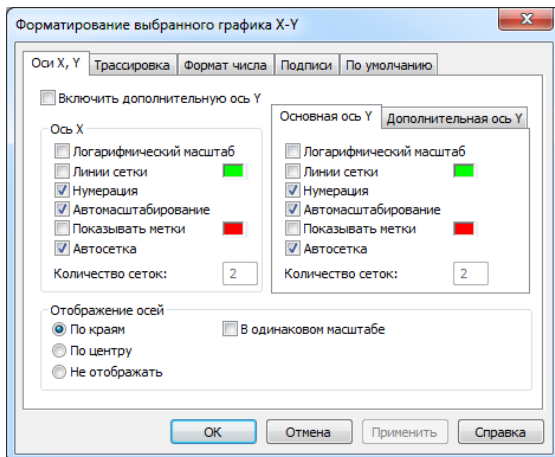 Форматирование выбранного графика X-Y
Оси X, Y Трассировка Формат числа Подписи По умолчанию
Включить дополнительную ось Y
Ось X
Логарифмический масштаб
Линии сетки
Нумерация
Автомасштабирование
Показывать метки
Автосетка
Количество сеток: 2
Основная ось Y Дополнительная ось Y
Логарифмический масштаб
Линии сетки
Нумерация
Автомасштабирование
Показывать метки
Автосетка
Количество сеток: 2
Отображение осей
По краям В одинаковом масштабе
По центру
Не отображать
OK Отмена Применить Справка